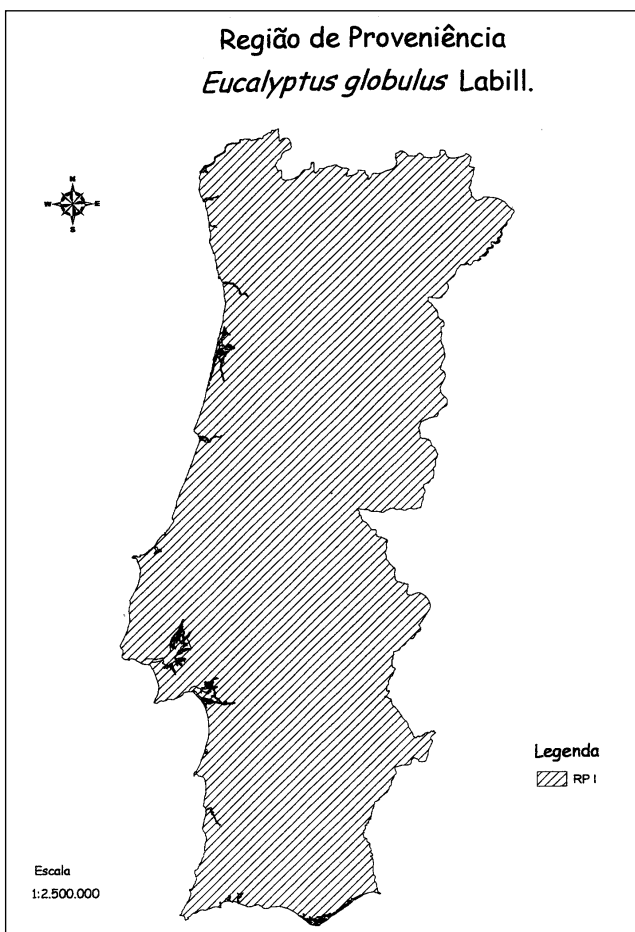 Região de Proveniência
Eucalyptus globulus Labill.
N
W E
S
Legenda
RP I
Escala
1:2.500.000